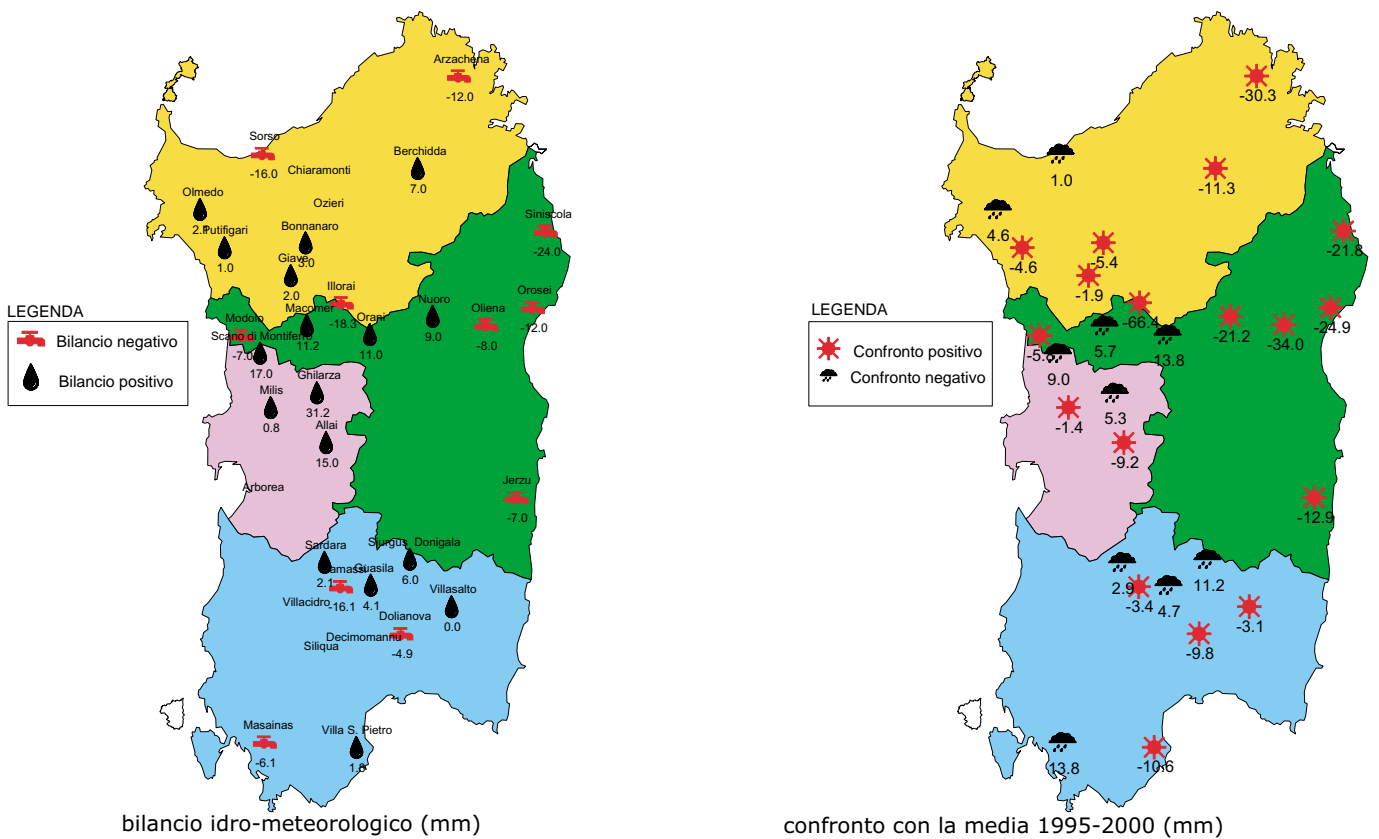 Arzachena
-12.0
Sorso
-16.0
Chiaramonti
Berchidda
7.0
Olmedo
Ozieri
Putifigari
1.0
Bonnanaro
3.0
Siniscola
-24.0
Giave
2.0
Illorai
-18.3
Macomer
11.2
Orani
11.0
Nuoro
9.0
Oliena
-8.0
Orosei
-12.0
Modolo
-7.0
Scano di Montiferro
17.0
Ghilarza
31.2
Milis
0.8
Allai
15.0
Arborea
Jerzu
-7.0
Sardara
2.1
-16.1
Guasila
4.1
Donigala
6.0
Villasalto
0.0
Villacidro
Dolianova
-4.9
Decimomannu
Siliqua
Masainas
-6.1
Villa S. Pietro
LEGENDA
Bilancio negativo
Bilancio positivo
bilancio idro-meteorologico (mm)
-30.3
1.0
-11.3
4.6
-4.6
-5.4
-21.8
-1.9
-66.4
5.7
13.8
-21.2
-34.0
-24.9
9.0
5.3
-1.4
-9.2
-12.9
2.9
-3.4
4.7
11.2
-3.1
-9.8
13.8
-10.6
LEGENDA
Confronto positivo
Confronto negativo
confronto con la media 1995-2000 (mm)